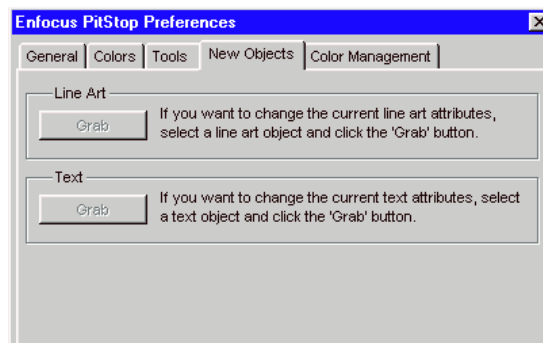 Enfocus PitStop Preferences
General Colors Tools New Objects Color Management
Line Art
Grab
If you want to change the current line art attributes,
select a line art object and click the 'Grab' button.
Text
Grab
If you want to change the current text attributes, select
a text object and click the 'Grab' button.